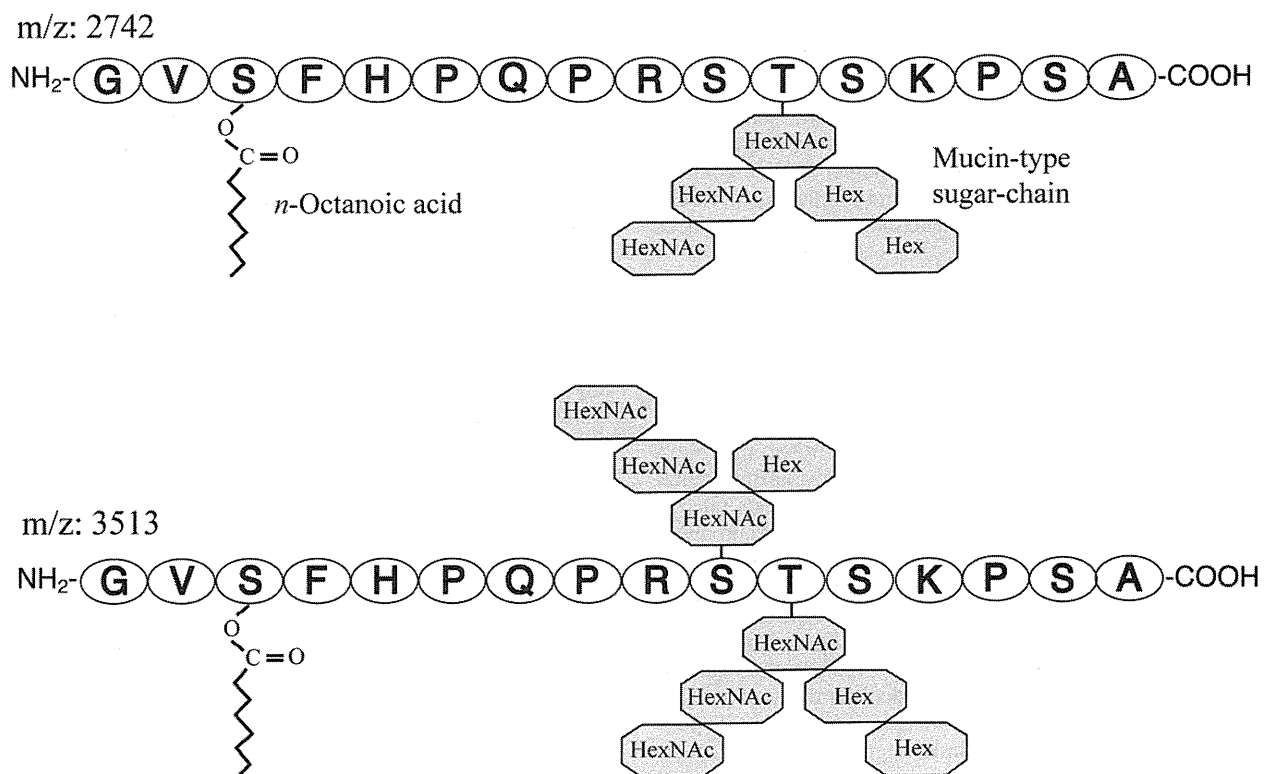 m/z: 2742
NH2- G V S F H P Q P R S T S K P S A -COOH
O
C=O
n-Octanoic acid
HexNAc
Mucin-type
sugar-chain
HexNAc Hex
HexNAc Hex
HexNAc
HexNAc Hex
HexNAc
m/z: 3513
NH2- G V S F H P Q P R S T S K P S A -COOH
O
C=O
HexNAc
HexNAc Hex
HexNAc Hex